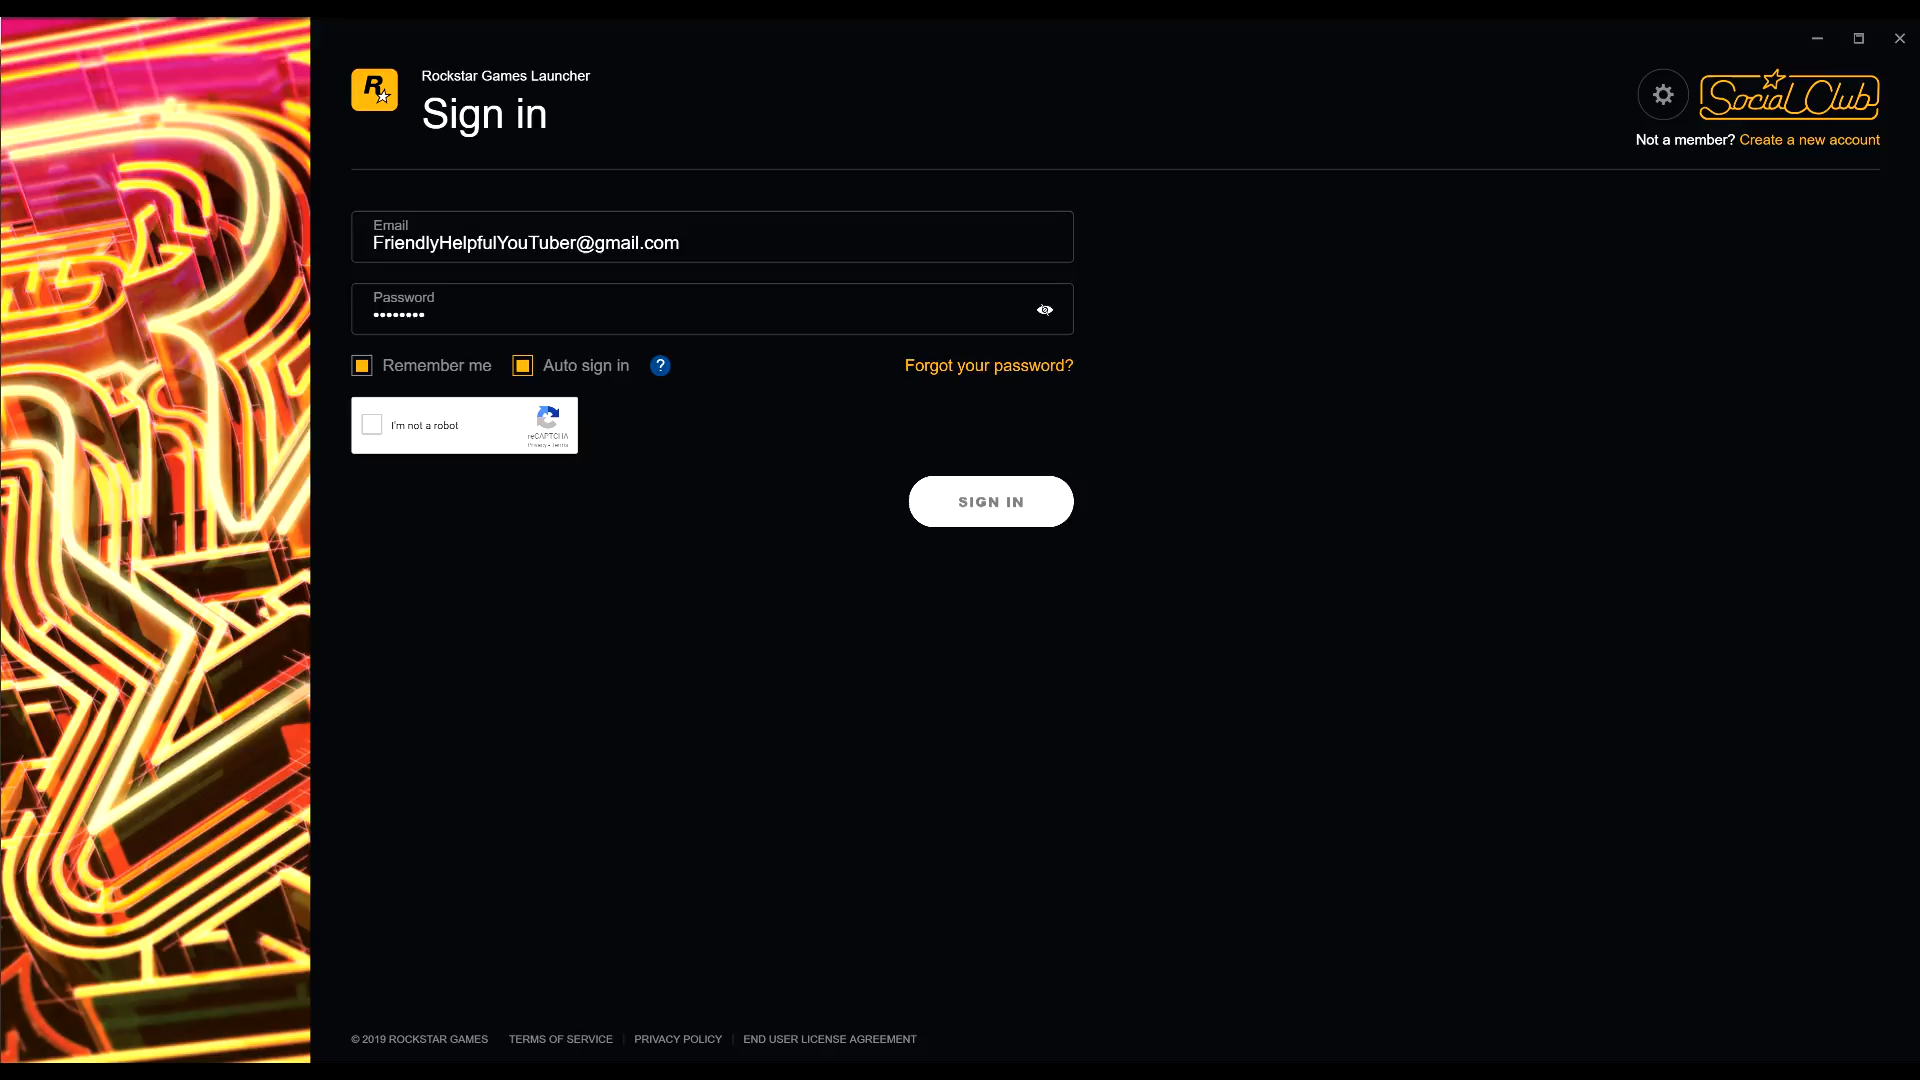 Rockstar Games Launcher
Sign in
Social Club
Not a member? Create a new account
Email
FriendlyHelpfulYouTuber@gmail.com
Password
••••••••
Remember me Auto sign in ? Forgot your password?
I'm not a robot
reCAPTCHA
Privacy - Terms
SIGN IN
© 2019 ROCKSTAR GAMES TERMS OF SERVICE | PRIVACY POLICY | END USER LICENSE AGREEMENT